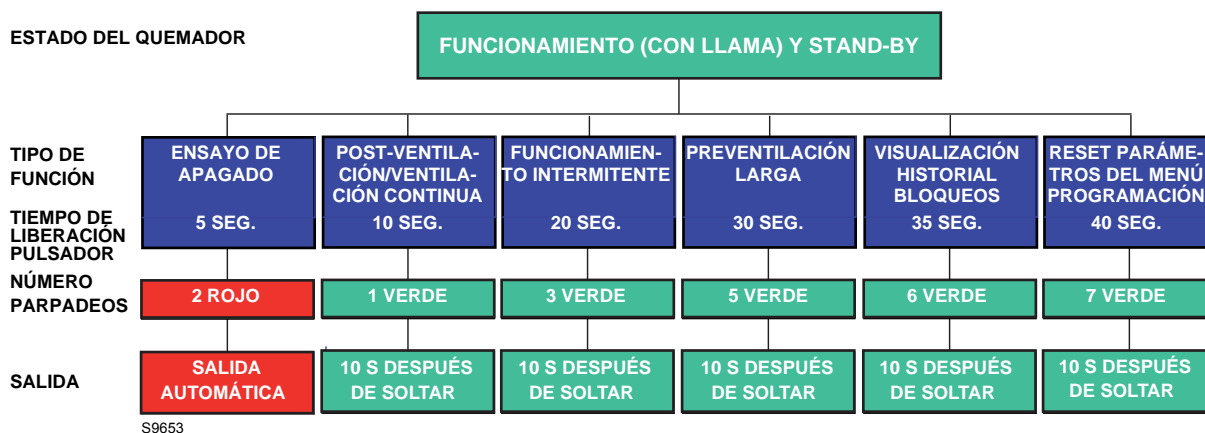 ESTADO DEL QUEMADOR
FUNCIONAMIENTO (CON LLAMA) Y STAND-BY
TIPO DE
FUNCIÓN
ENSAYO DE
APAGADO
POST-VENTILA-
CIÓN/VENTILA-
CIÓN CONTINUA
FUNCIONAMIEN-
TO INTERMITENTE
PREVENTILACIÓN
LARGA
VISUALIZACIÓN
HISTORIAL
BLOQUEOS
RESET PARÁME-
TROS DEL MENÚ
PROGRAMACIÓN
TIEMPO DE
LIBERACIÓN
PULSADOR
5 SEG.
10 SEG.
20 SEG.
30 SEG.
35 SEG.
40 SEG.
NÚMERO
PARPADEOS
2 ROJO
1 VERDE
3 VERDE
5 VERDE
6 VERDE
7 VERDE
SALIDA
SALIDA
AUTOMÁTICA
10 S DESPUÉS
DE SOLTAR
10 S DESPUÉS
DE SOLTAR
10 S DESPUÉS
DE SOLTAR
10 S DESPUÉS
DE SOLTAR
10 S DESPUÉS
DE SOLTAR
S9653